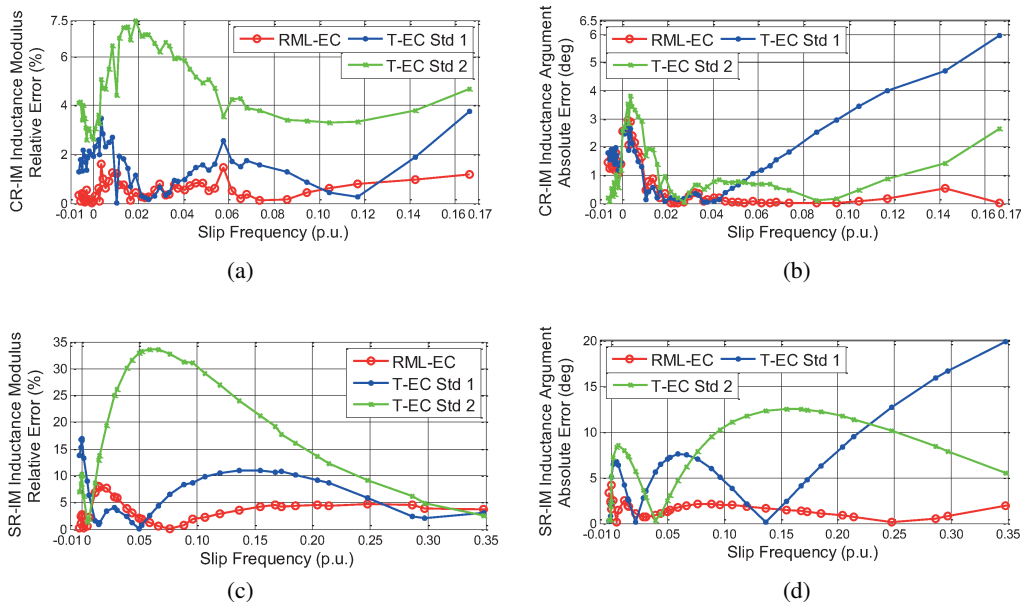 CR-IM Inductance Modulus
Relative Error (%)
7.5
6
4
2
0
RML-EC
T-EC Std 1
T-EC Std 2
-0.01 0 0.02 0.04 0.06 0.08 0.10 0.12 0.14 0.16 0.17
Slip Frequency (p.u.)
(a)
CR-IM Inductance Argument
Absolute Error (deg)
6.5
6
5
4
3
2
1
0
RML-EC
T-EC Std 1
T-EC Std 2
-0.01 0 0.02 0.04 0.06 0.08 0.10 0.12 0.14 0.16 0.17
Slip Frequency (p.u.)
(b)
SR-IM Inductance Modulus
Relative Error (%)
35
30
25
20
15
10
5
0
RML-EC
T-EC Std 1
T-EC Std 2
-0.01 0 0.05 0.10 0.15 0.20 0.25 0.30 0.35
Slip Frequency (p.u.)
(c)
SR-IM Inductance Argument
Absolute Error (deg)
20
15
10
5
0
RML-EC
T-EC Std 1
T-EC Std 2
-0.01 0 0.05 0.10 0.15 0.20 0.25 0.30 0.35
Slip Frequency (p.u.)
(d)